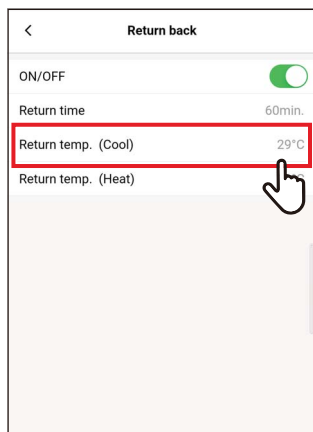 Return back
ON/OFF
Return time 60min.
Return temp. (Cool) 29°C
Return temp. (Heat) C